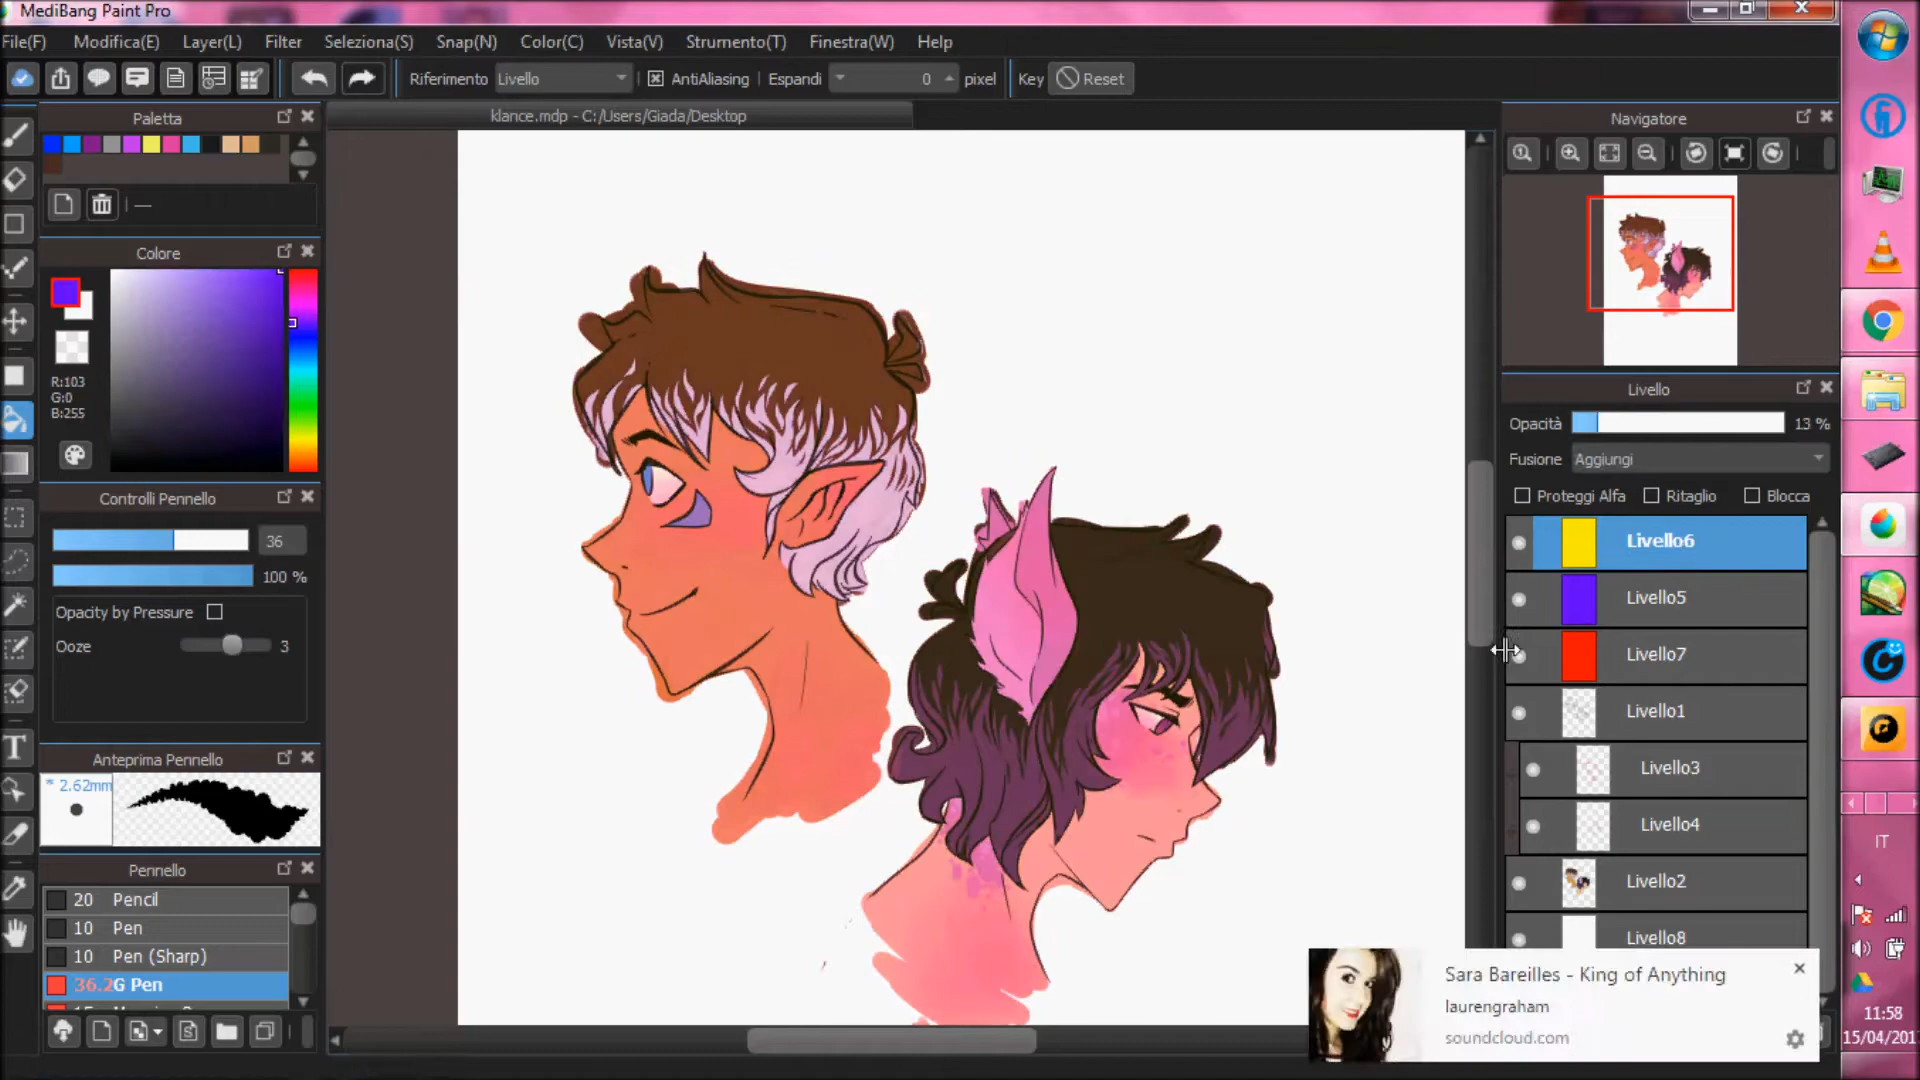 MediBang Paint Pro
File(F) Modifica(E) Layer(L) Filter Seleziona(S) Snap(N) Color(C) Vista(V) Strumento(T) Finestra(W) Help
Riferimento Livello AntiAliasing Espandi 0 pixel Key Reset
klance.mdp - C:/Users/Giada/Desktop
Paletta
Colore
R:103
G:0
B:255
Controlli Pennello
36
100 %
Opacity by Pressure
Ooze 3
Anteprima Pennello
* 2.62mm
Pennello
20 Pencil
10 Pen
10 Pen (Sharp)
36.2G Pen
Navigatore
Livello
Opacità 13 %
Fusione Aggiungi
Proteggi Alfa Ritaglio Blocca
Livello6
Livello5
Livello7
Livello1
Livello3
Livello4
Livello2
Livello8
Sara Bareilles - King of Anything
laurengraham
soundcloud.com
IT
11:58
15/04/201